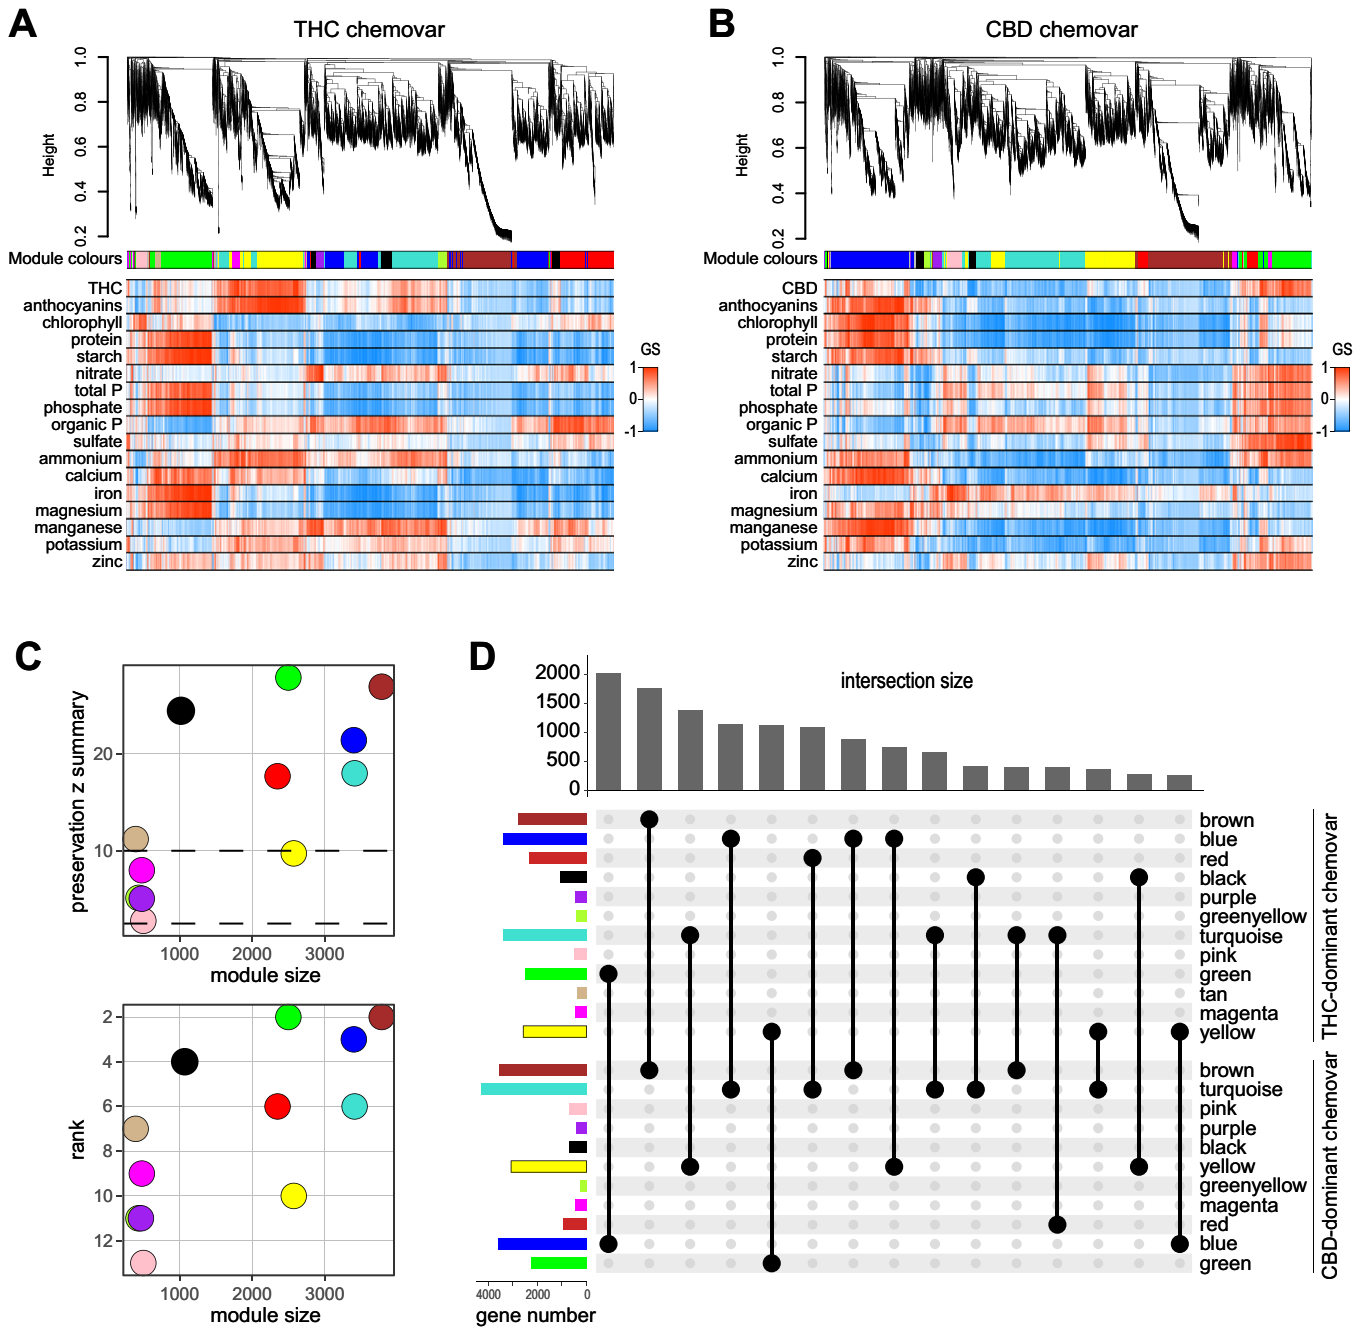 A
THC chemovar
Height
1.0
0.8
0.6
0.4
0.2
Module colours
THC
anthocyanins
chlorophyll
protein
starch
nitrate
total P
phosphate
organic P
sulfate
ammonium
calcium
iron
magnesium
manganese
potassium
zinc
GS
1
0
-1
B
CBD chemovar
Height
1.0
0.8
0.6
0.4
0.2
Module colours
CBD
anthocyanins
chlorophyll
protein
starch
nitrate
total P
phosphate
organic P
sulfate
ammonium
calcium
iron
magnesium
manganese
potassium
zinc
GS
1
0
-1
C
preservation z summary
20
10
1000 2000 3000
module size
rank
2
4
6
8
10
12
1000 2000 3000
module size
D
intersection size
2000
1500
1000
500
0
brown
blue
red
black
purple
greenyellow
turquoise
pink
green
tan
magenta
yellow
THC-dominant chemovar
brown
turquoise
pink
purple
black
yellow
greenyellow
magenta
red
blue
green
CBD-dominant chemovar
4000 2000 0
gene number